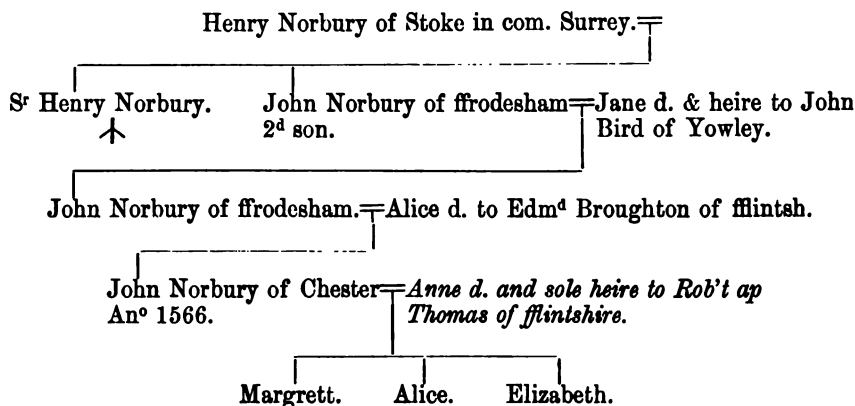 Henry Norbury of Stoke in com. Surrey.
Sʳ Henry Norbury. John Norbury of ffrodesham=Jane d. & heire to John
2ᵈ son. Bird of Yowley.
John Norbury of ffrodesham.=Alice d. to Edmᵈ Broughton of fflintsh.
John Norbury of Chester=Anne d. and sole heire to Rob't ap
Anº 1566. Thomas of fflintshire.
Margrett. Alice. Elizabeth.